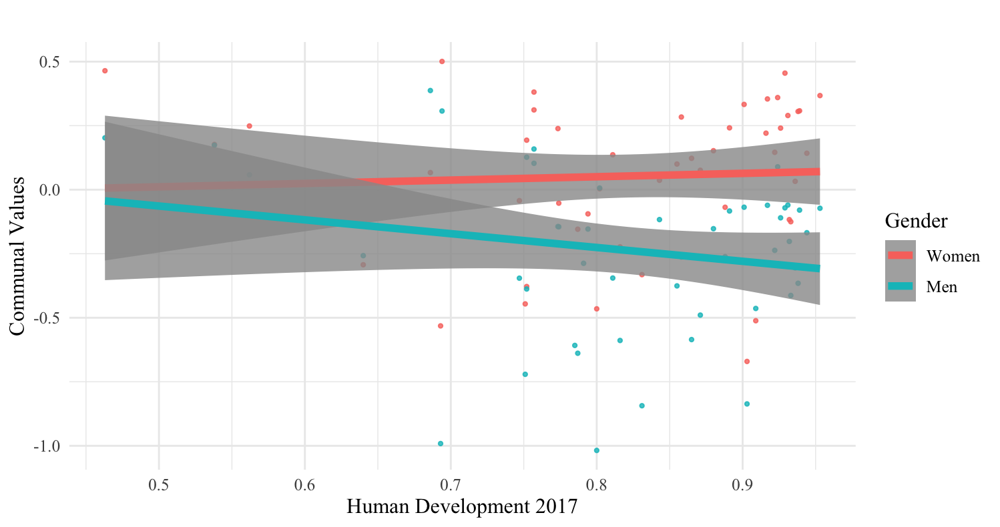 0.5
0.0
-0.5
-1.0
Communal Values
0.5 0.6 0.7 0.8 0.9
Human Development 2017
Gender
Women
Men